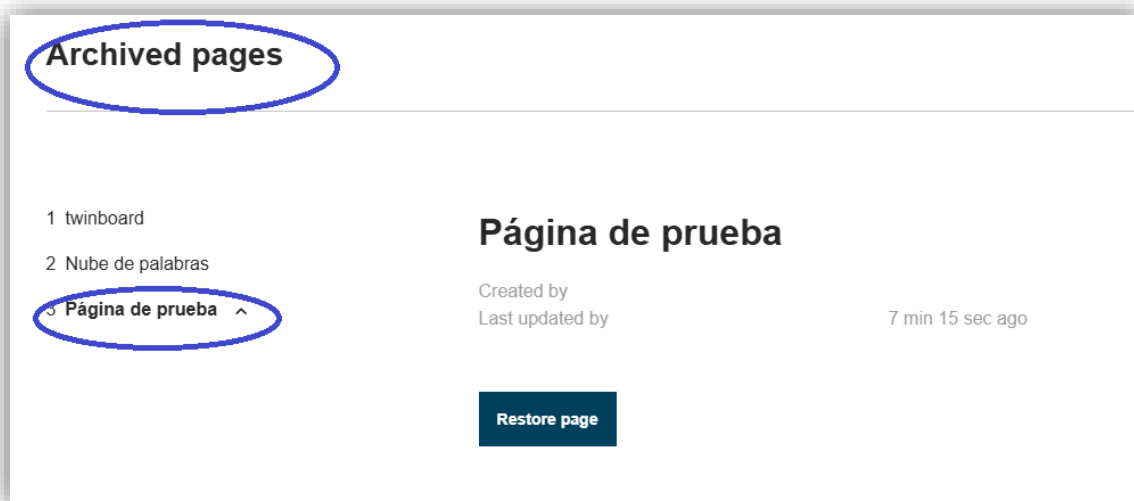 Archived pages
1 twinboard
2 Nube de palabras
3 Página de prueba
Página de prueba
Created by
Last updated by 7 min 15 sec ago
Restore page